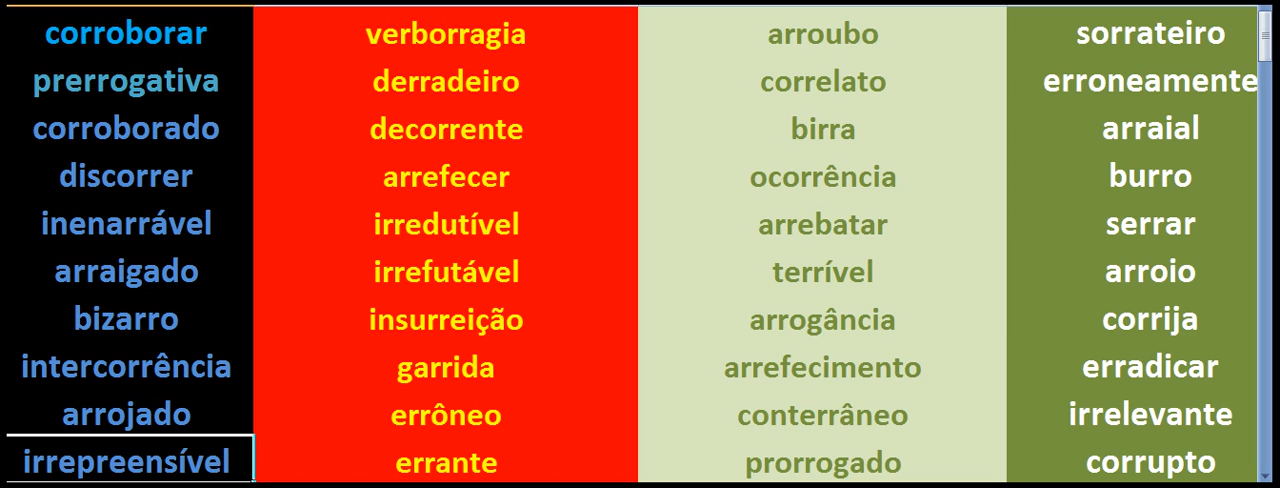 corroborar verborragia arroubo sorrateiro
prerrogativa derradeiro correlato erroneamente
corroborado decorrente birra arraial
discorrer arrefecer ocorrência burro
inenarrável irredutível arrebatar serrar
arraigado irrefutável terrível arroio
bizarro insurreição arrogância corrija
intercorrência garrida arrefecimento erradicar
arrojado errôneo conterrâneo irrelevante
irrepreensível errante prorrogado corrupto